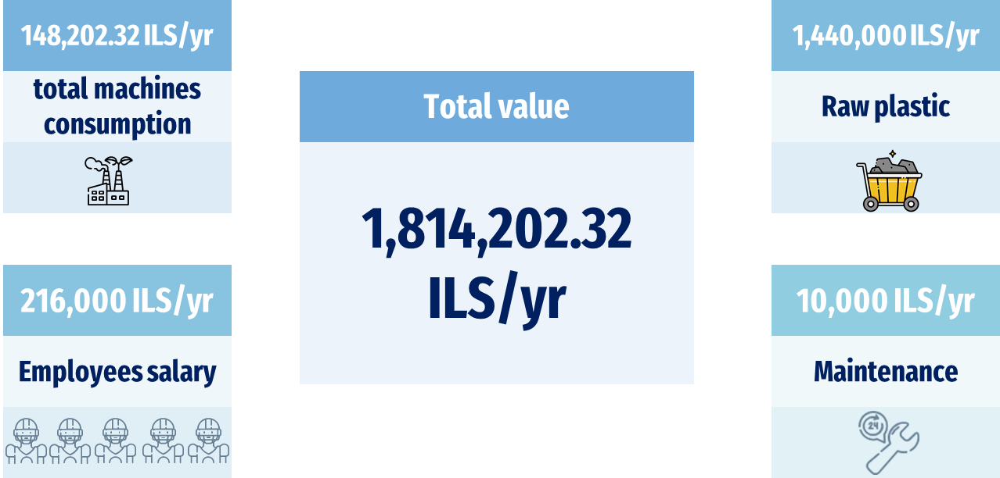 148,202.32 ILS/yr
total machines
consumption
216,000 ILS/yr
Employees salary
Total value
1,814,202.32
ILS/yr
1,440,000 ILS/yr
Raw plastic
10,000 ILS/yr
Maintenance
24